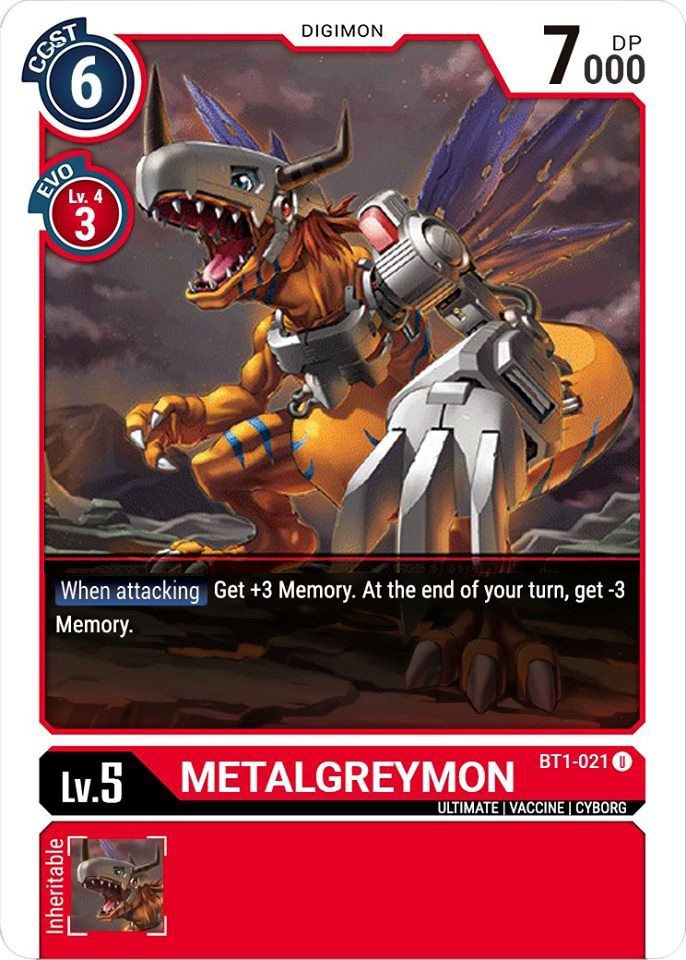 DIGIMON
COST
6
7000
DP
EVO
Lv. 4
3
When attacking Get +3 Memory. At the end of your turn, get -3
Memory.
Lv.5
METALGREYMON
BT1-021 U
ULTIMATE | VACCINE | CYBORG
Inheritable